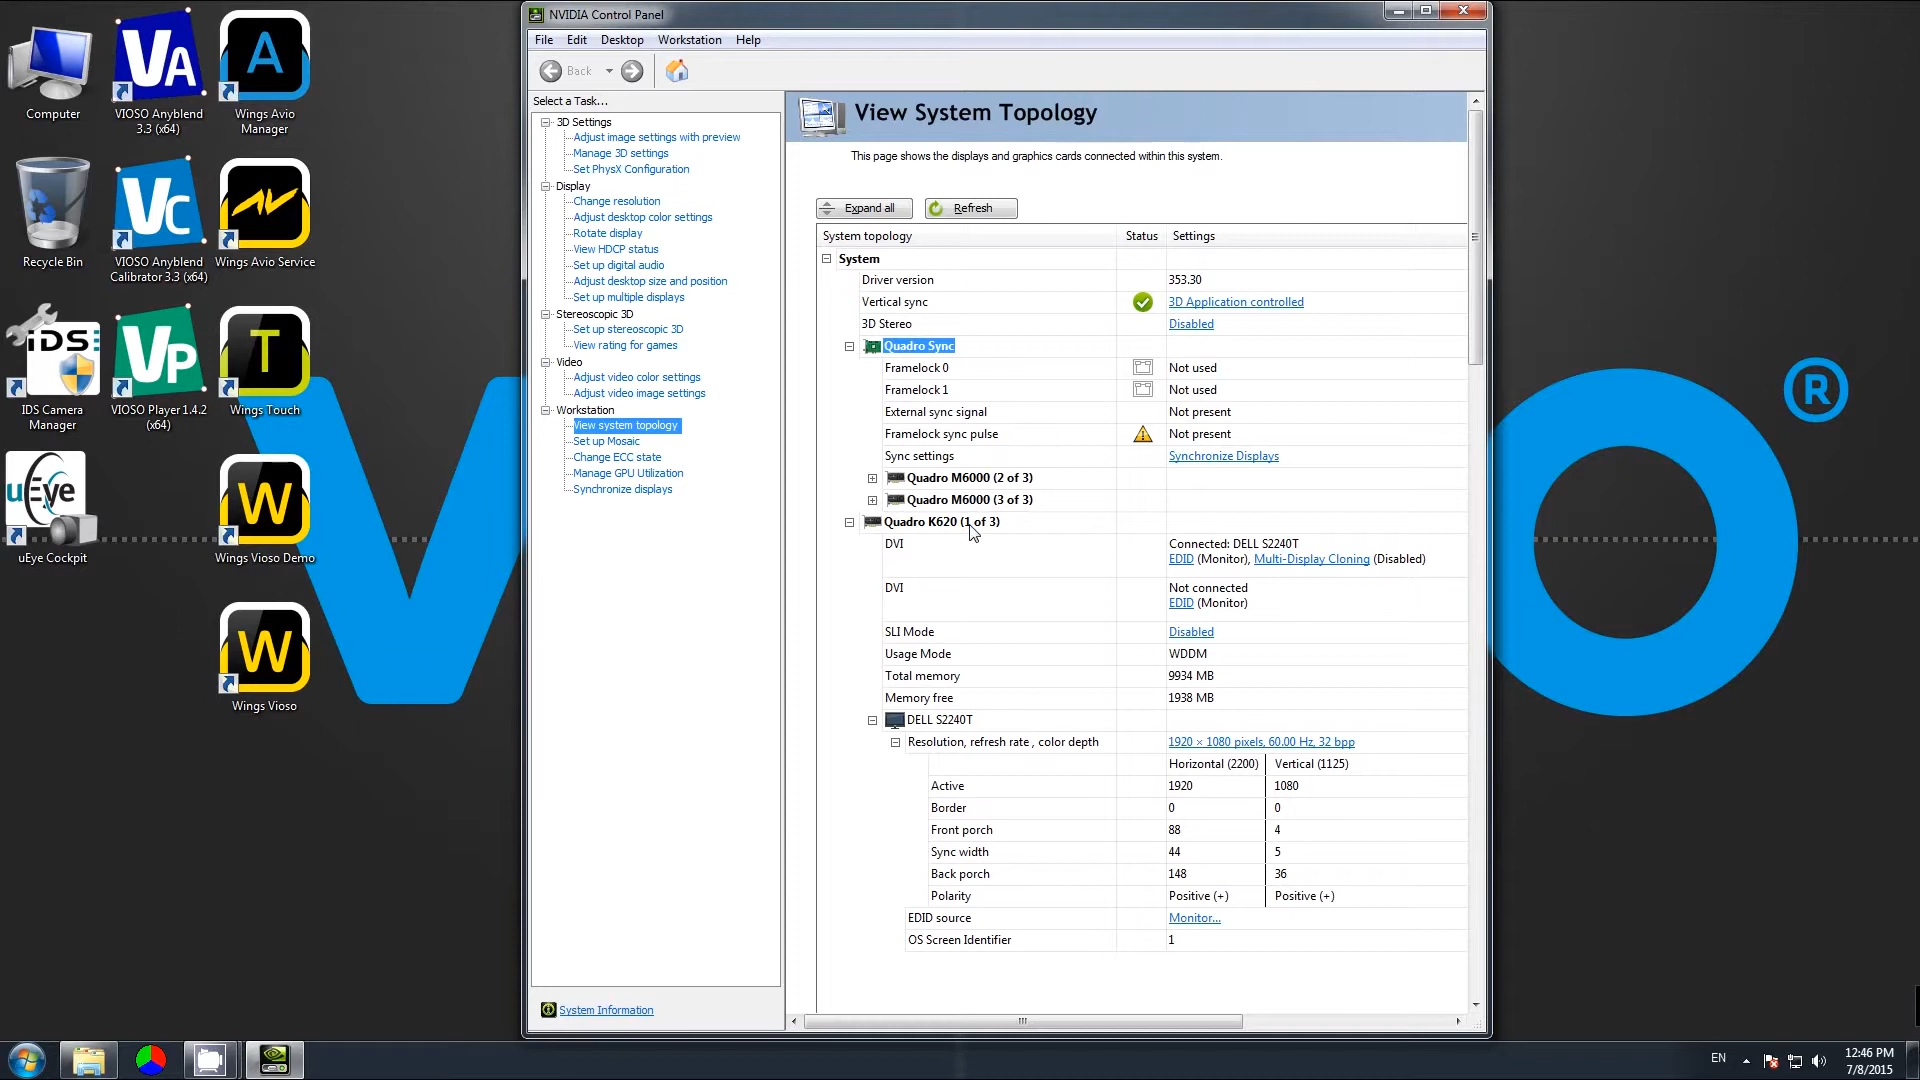 NVIDIA Control Panel
File Edit Desktop Workstation Help
Back
Select a Task...
3D Settings
Adjust image settings with preview
Manage 3D settings
Set PhysX Configuration
Display
Change resolution
Adjust desktop color settings
Rotate display
View HDCP status
Set up digital audio
Adjust desktop size and position
Set up multiple displays
Stereoscopic 3D
Set up stereoscopic 3D
View rating for games
Video
Adjust video color settings
Adjust video image settings
Workstation
View system topology
Set up Mosaic
Change ECC state
Manage GPU Utilization
Synchronize displays
System Information
View System Topology
This page shows the displays and graphics cards connected within this system.
Expand all Refresh
System topology Status Settings
System
Driver version 353.30
Vertical sync 3D Application controlled
3D Stereo Disabled
Quadro Sync
Framelock 0 Not used
Framelock 1 Not used
External sync signal Not present
Framelock sync pulse Not present
Sync settings Synchronize Displays
Quadro M6000 (2 of 3)
Quadro M6000 (3 of 3)
Quadro K620 (1 of 3)
DVI Connected: DELL S2240T
EDID (Monitor), Multi-Display Cloning (Disabled)
DVI Not connected
EDID (Monitor)
SLI Mode Disabled
Usage Mode WDDM
Total memory 9934 MB
Memory free 1938 MB
DELL S2240T
Resolution, refresh rate , color depth 1920 × 1080 pixels, 60.00 Hz, 32 bpp
Horizontal (2200) Vertical (1125)
Active 1920 1080
Border 0 0
Front porch 88 4
Sync width 44 5
Back porch 148 36
Polarity Positive (+) Positive (+)
EDID source Monitor...
OS Screen Identifier 1
Computer
VA
VIOSO Anyblend
3.3 (x64)
A
Wings Avio
Manager
Recycle Bin
Vc
VIOSO Anyblend
Calibrator 3.3 (x64)
Wings Avio Service
iDS:
IDS Camera
Manager
VP
VIOSO Player 1.4.2
(x64)
T
Wings Touch
uEye
uEye Cockpit
W
Wings Vioso Demo
W
Wings Vioso
V
O
®
EN
12:46 PM
7/8/2015